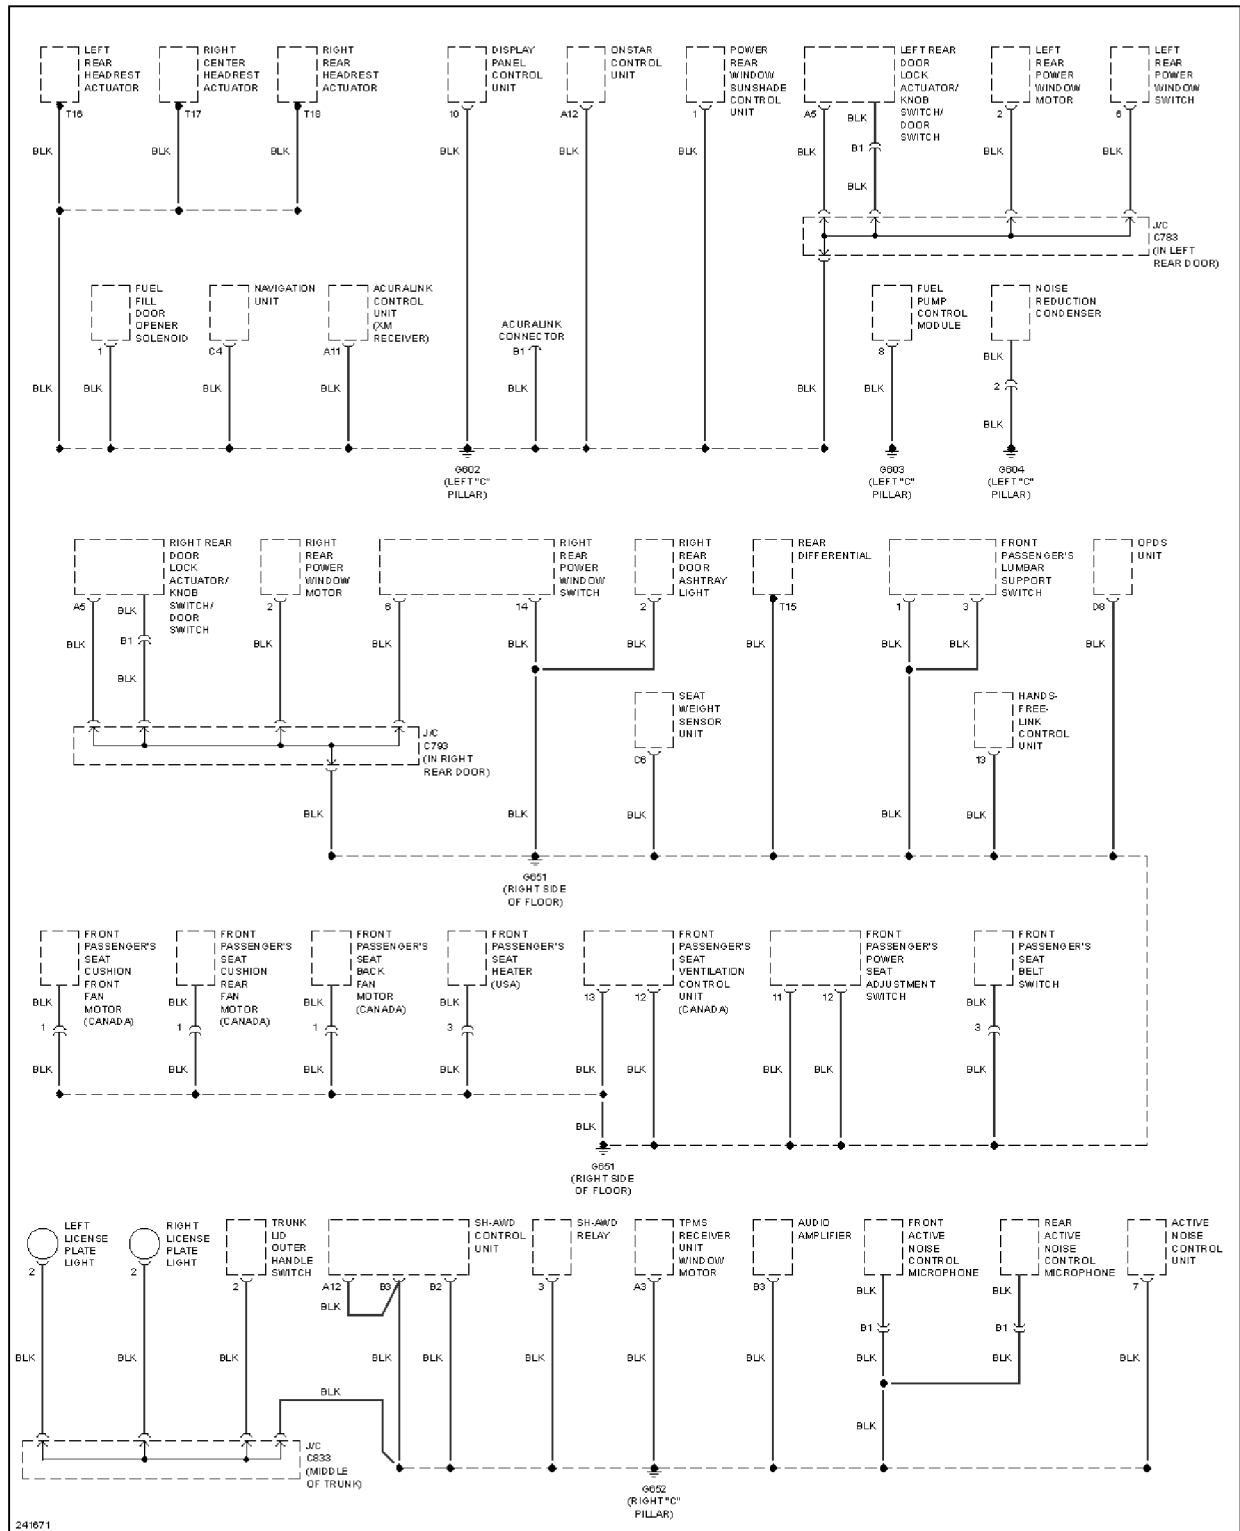 LEFT
REAR
HEADREST
ACTUATOR
T16
RIGHT
CENTER
HEADREST
ACTUATOR
T17
RIGHT
REAR
HEADREST
ACTUATOR
T18
DISPLAY
PANEL
CONTROL
UNIT
10
ONSTAR
CONTROL
UNIT
A12
POWER
REAR
WINDOW
SUNSHADE
CONTROL
UNIT
1
LEFT REAR
DOOR
LOCK
ACTUATOR/
KNOB
SWITCH/
DOOR
SWITCH
A5
BLK
B1
LEFT
REAR
POWER
WINDOW
MOTOR
2
LEFT
REAR
POWER
WINDOW
SWITCH
6
BLK
BLK
BLK
BLK
BLK
BLK
BLK
BLK
BLK
BLK
J/C
C783
(IN LEFT
REAR DOOR)
FUEL
FILL
DOOR
OPENER
SOLENOID
1
NAVIGATION
UNIT
C4
ACURALINK
CONTROL
UNIT
(XM
RECEIVER)
A11
ACURALINK
CONNECTOR
B1
FUEL
PUMP
CONTROL
MODULE
8
NOISE
REDUCTION
CONDENSER
BLK
2
BLK
BLK
BLK
BLK
BLK
BLK
BLK
BLK
BLK
G602
(LEFT "C"
PILLAR)
G603
(LEFT "C"
PILLAR)
G604
(LEFT "C"
PILLAR)
RIGHT REAR
DOOR
LOCK
ACTUATOR/
KNOB
SWITCH/
DOOR
SWITCH
A5
BLK
B1
RIGHT
REAR
POWER
WINDOW
MOTOR
2
RIGHT
REAR
POWER
WINDOW
SWITCH
6
14
RIGHT
REAR
DOOR
ASHTRAY
LIGHT
2
REAR
DIFFERENTIAL
T15
FRONT
PASSENGER'S
LUMBAR
SUPPORT
SWITCH
1
3
OPDS
UNIT
D8
BLK
BLK
BLK
BLK
BLK
BLK
BLK
BLK
BLK
BLK
J/C
C793
(IN RIGHT
REAR DOOR)
SEAT
WEIGHT
SENSOR
UNIT
D6
HANDS-
FREE-
LINK
CONTROL
UNIT
13
BLK
BLK
BLK
BLK
BLK
G651
(RIGHT SIDE
OF FLOOR)
FRONT
PASSENGER'S
SEAT
CUSHION
FRONT
FAN
MOTOR
(CANADA)
BLK
1
FRONT
PASSENGER'S
SEAT
CUSHION
REAR
FAN
MOTOR
(CANADA)
BLK
1
FRONT
PASSENGER'S
SEAT
BACK
FAN
MOTOR
(CANADA)
BLK
1
FRONT
PASSENGER'S
SEAT
HEATER
(USA)
BLK
3
FRONT
PASSENGER'S
SEAT
VENTILATION
CONTROL
UNIT
(CANADA)
13
12
FRONT
PASSENGER'S
POWER
SEAT
ADJUSTMENT
SWITCH
11
12
FRONT
PASSENGER'S
SEAT
BELT
SWITCH
BLK
3
BLK
BLK
BLK
BLK
BLK
BLK
BLK
BLK
BLK
BLK
G651
(RIGHT SIDE
OF FLOOR)
LEFT
LICENSE
PLATE
LIGHT
2
RIGHT
LICENSE
PLATE
LIGHT
2
TRUNK
LID
OUTER
HANDLE
SWITCH
2
SH-AWD
CONTROL
UNIT
A12
B3
B2
BLK
SH-AWD
RELAY
3
TPMS
RECEIVER
UNIT
WINDOW
MOTOR
A3
AUDIO
AMPLIFIER
B3
FRONT
ACTIVE
NOISE
CONTROL
MICROPHONE
BLK
B1
REAR
ACTIVE
NOISE
CONTROL
MICROPHONE
BLK
B1
ACTIVE
NOISE
CONTROL
UNIT
7
BLK
BLK
BLK
BLK
BLK
BLK
BLK
BLK
BLK
BLK
BLK
BLK
BLK
J/C
C833
(MIDDLE
OF TRUNK)
G652
(RIGHT "C"
PILLAR)
241671